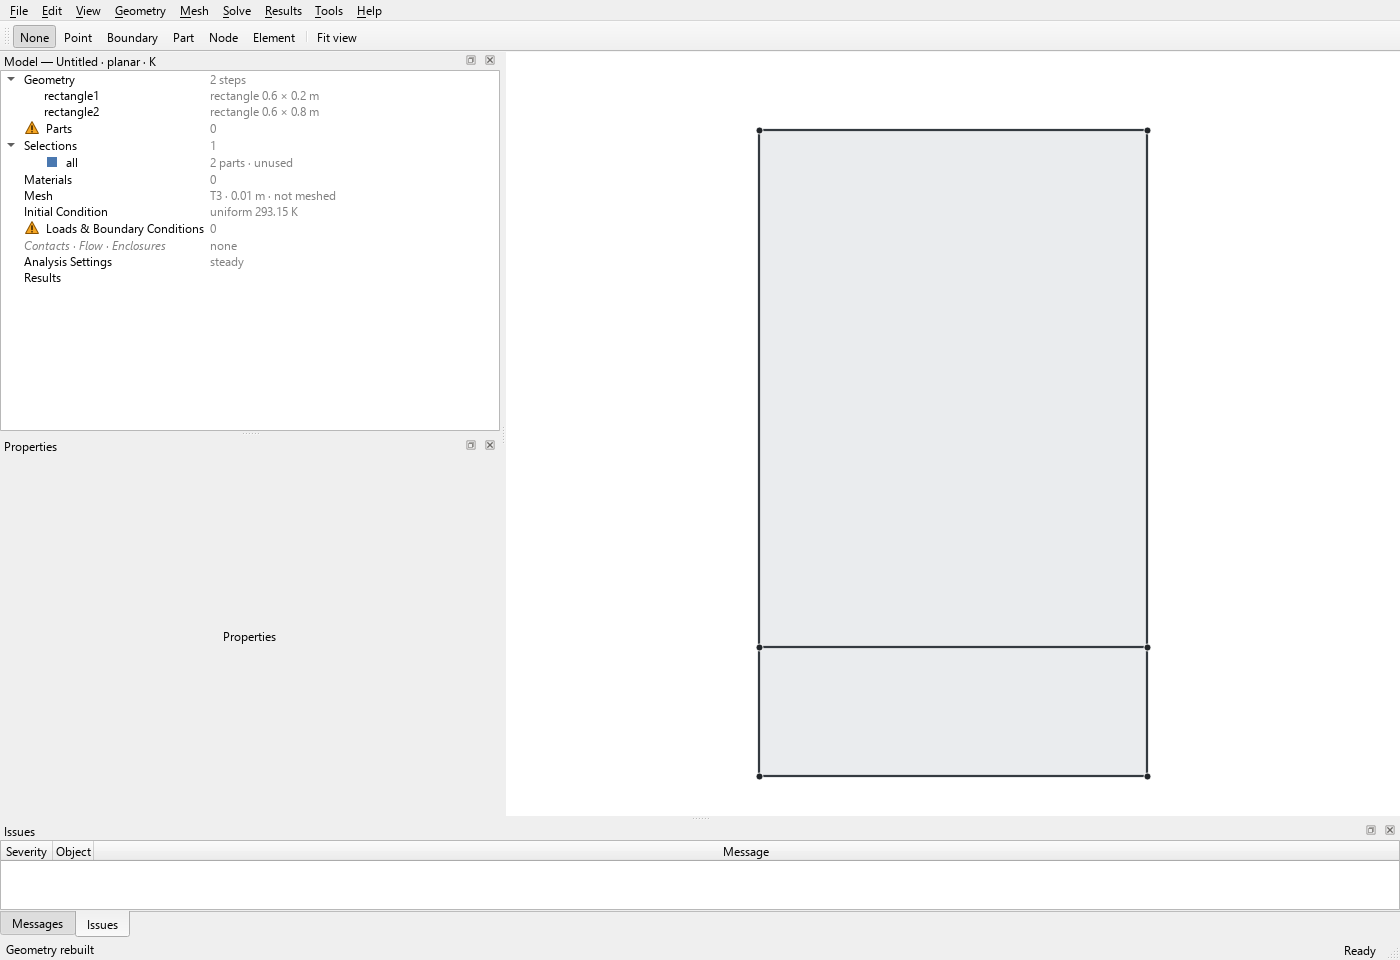 File Edit View Geometry Mesh Solve Results Tools Help
None Point Boundary Part Node Element Fit view
Model — Untitled · planar · K
Geometry 2 steps
rectangle1 rectangle 0.6 × 0.2 m
rectangle2 rectangle 0.6 × 0.8 m
Parts 0
Selections 1
all 2 parts · unused
Materials 0
Mesh T3 · 0.01 m · not meshed
Initial Condition uniform 293.15 K
Loads & Boundary Conditions 0
Contacts · Flow · Enclosures none
Analysis Settings steady
Results
Properties
Properties
Issues
Severity Object Message
Messages Issues
Geometry rebuilt Ready